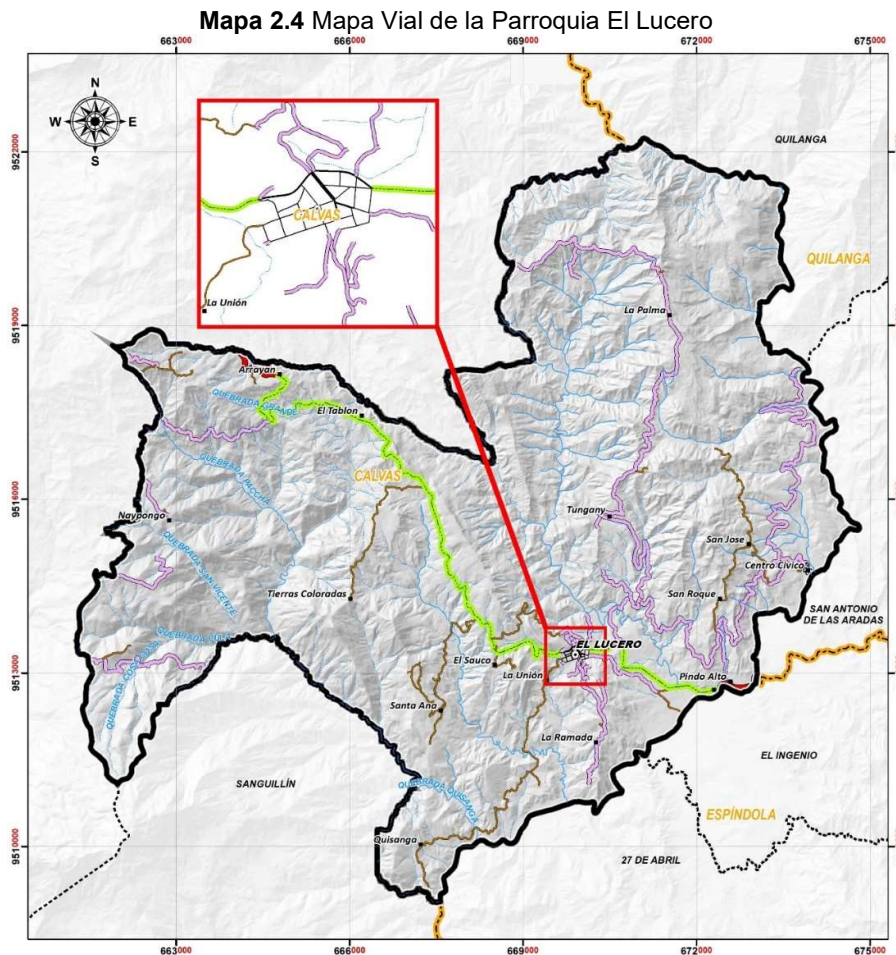 Mapa 2.4 Mapa Vial de la Parroquia El Lucero
663000 666000 669000 672000 675000
N
W E
S
9522000
QUILANGA
CALVAS
QUILANGA
La Unión
La Palma
9519000
Arrayan
QUEBRADA GRANDE
El Tablon
CALVAS
QUEBRADA PACCHA
9516000
Naypongo
Tungany
San Jose
QUEBRADA SAN VICENTE
Centro Cívico
Tierras Coloradas
San Roque
SAN ANTONIO
DE LAS ARADAS
EL LUCERO
9513000
El Sauco
La Unión
Pindo Alto
Santa Ana
La Ramada
EL INGENIO
SANGUILLÍN
QUEBRADA QUISANGA
ESPÍNDOLA
9510000
Quisanga
27 DE ABRIL
663000 666000 669000 672000 675000